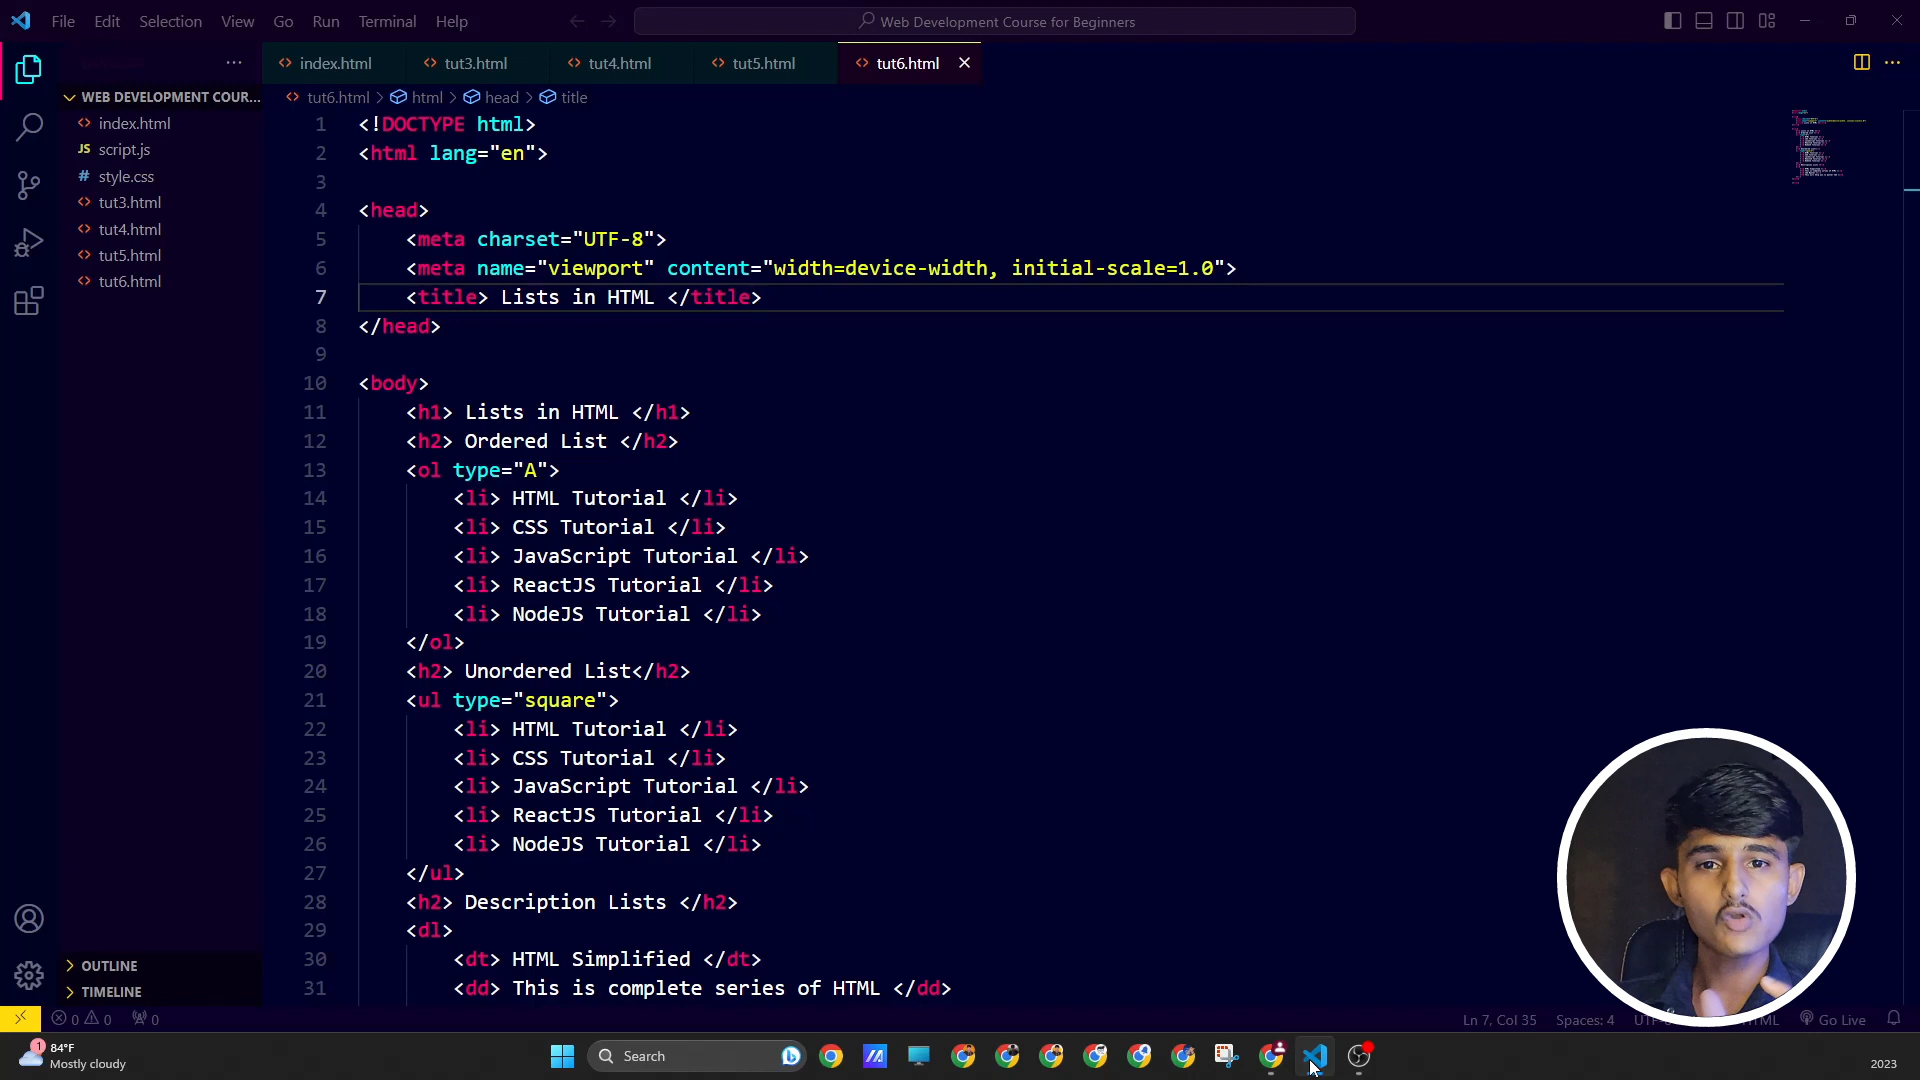 File Edit Selection View Go Run Terminal Help
Web Development Course for Beginners
index.html tut3.html tut4.html tut5.html tut6.html
WEB DEVELOPMENT COUR...
index.html
script.js
style.css
tut3.html
tut4.html
tut5.html
tut6.html
OUTLINE
TIMELINE
tut6.html > html > head > title
1 <!DOCTYPE html>
2 <html lang="en">
3
4 <head>
5 <meta charset="UTF-8">
6 <meta name="viewport" content="width=device-width, initial-scale=1.0">
7 <title> Lists in HTML </title>
8 </head>
9
10 <body>
11 <h1> Lists in HTML </h1>
12 <h2> Ordered List </h2>
13 <ol type="A">
14 <li> HTML Tutorial </li>
15 <li> CSS Tutorial </li>
16 <li> JavaScript Tutorial </li>
17 <li> ReactJS Tutorial </li>
18 <li> NodeJS Tutorial </li>
19 </ol>
20 <h2> Unordered List</h2>
21 <ul type="square">
22 <li> HTML Tutorial </li>
23 <li> CSS Tutorial </li>
24 <li> JavaScript Tutorial </li>
25 <li> ReactJS Tutorial </li>
26 <li> NodeJS Tutorial </li>
27 </ul>
28 <h2> Description Lists </h2>
29 <dl>
30 <dt> HTML Simplified </dt>
31 <dd> This is complete series of HTML </dd>
0 0 0
Ln 7, Col 35 Spaces: 4 Go Live
1 84°F
Mostly cloudy
Search
2023